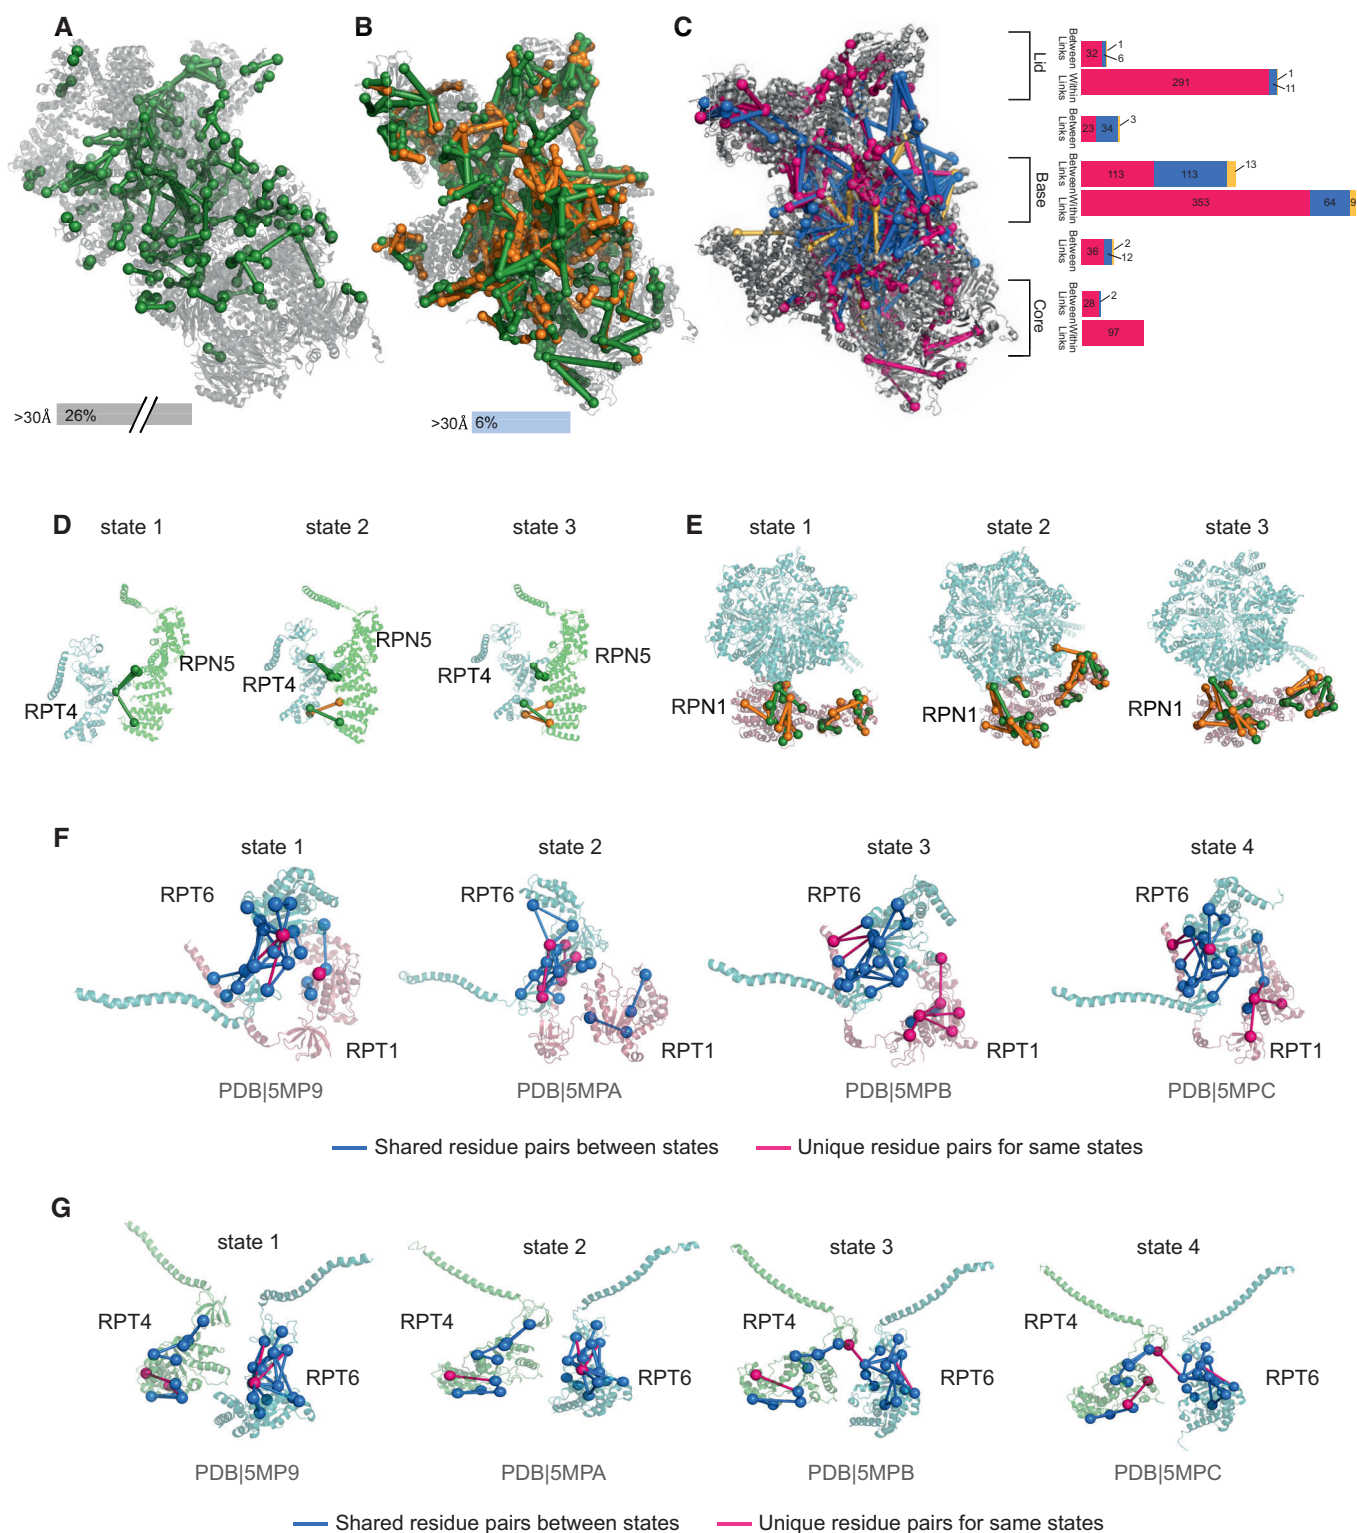 A
B
C
>30Å 26%
>30Å 6%
Lid
Base
Core
Between Links 32 1 6
Within Links 291 1 11
Between Links 23 34 3
Between Links 113 113 13
Within Links 353 64 9
Between Links 36 2 12
Between Links 28 2
Within Links 97
D
state 1 state 2 state 3
RPT4 RPN5
RPT4 RPN5
RPT4 RPN5
E
state 1 state 2 state 3
RPN1
RPN1
RPN1
F
state 1 state 2 state 3 state 4
RPT6 RPT6 RPT6 RPT6
RPT1 RPT1 RPT1 RPT1
PDB|5MP9 PDB|5MPA PDB|5MPB PDB|5MPC
Shared residue pairs between states Unique residue pairs for same states
G
state 1 state 2 state 3 state 4
RPT4 RPT4 RPT4 RPT4
RPT6 RPT6 RPT6 RPT6
PDB|5MP9 PDB|5MPA PDB|5MPB PDB|5MPC
Shared residue pairs between states Unique residue pairs for same states